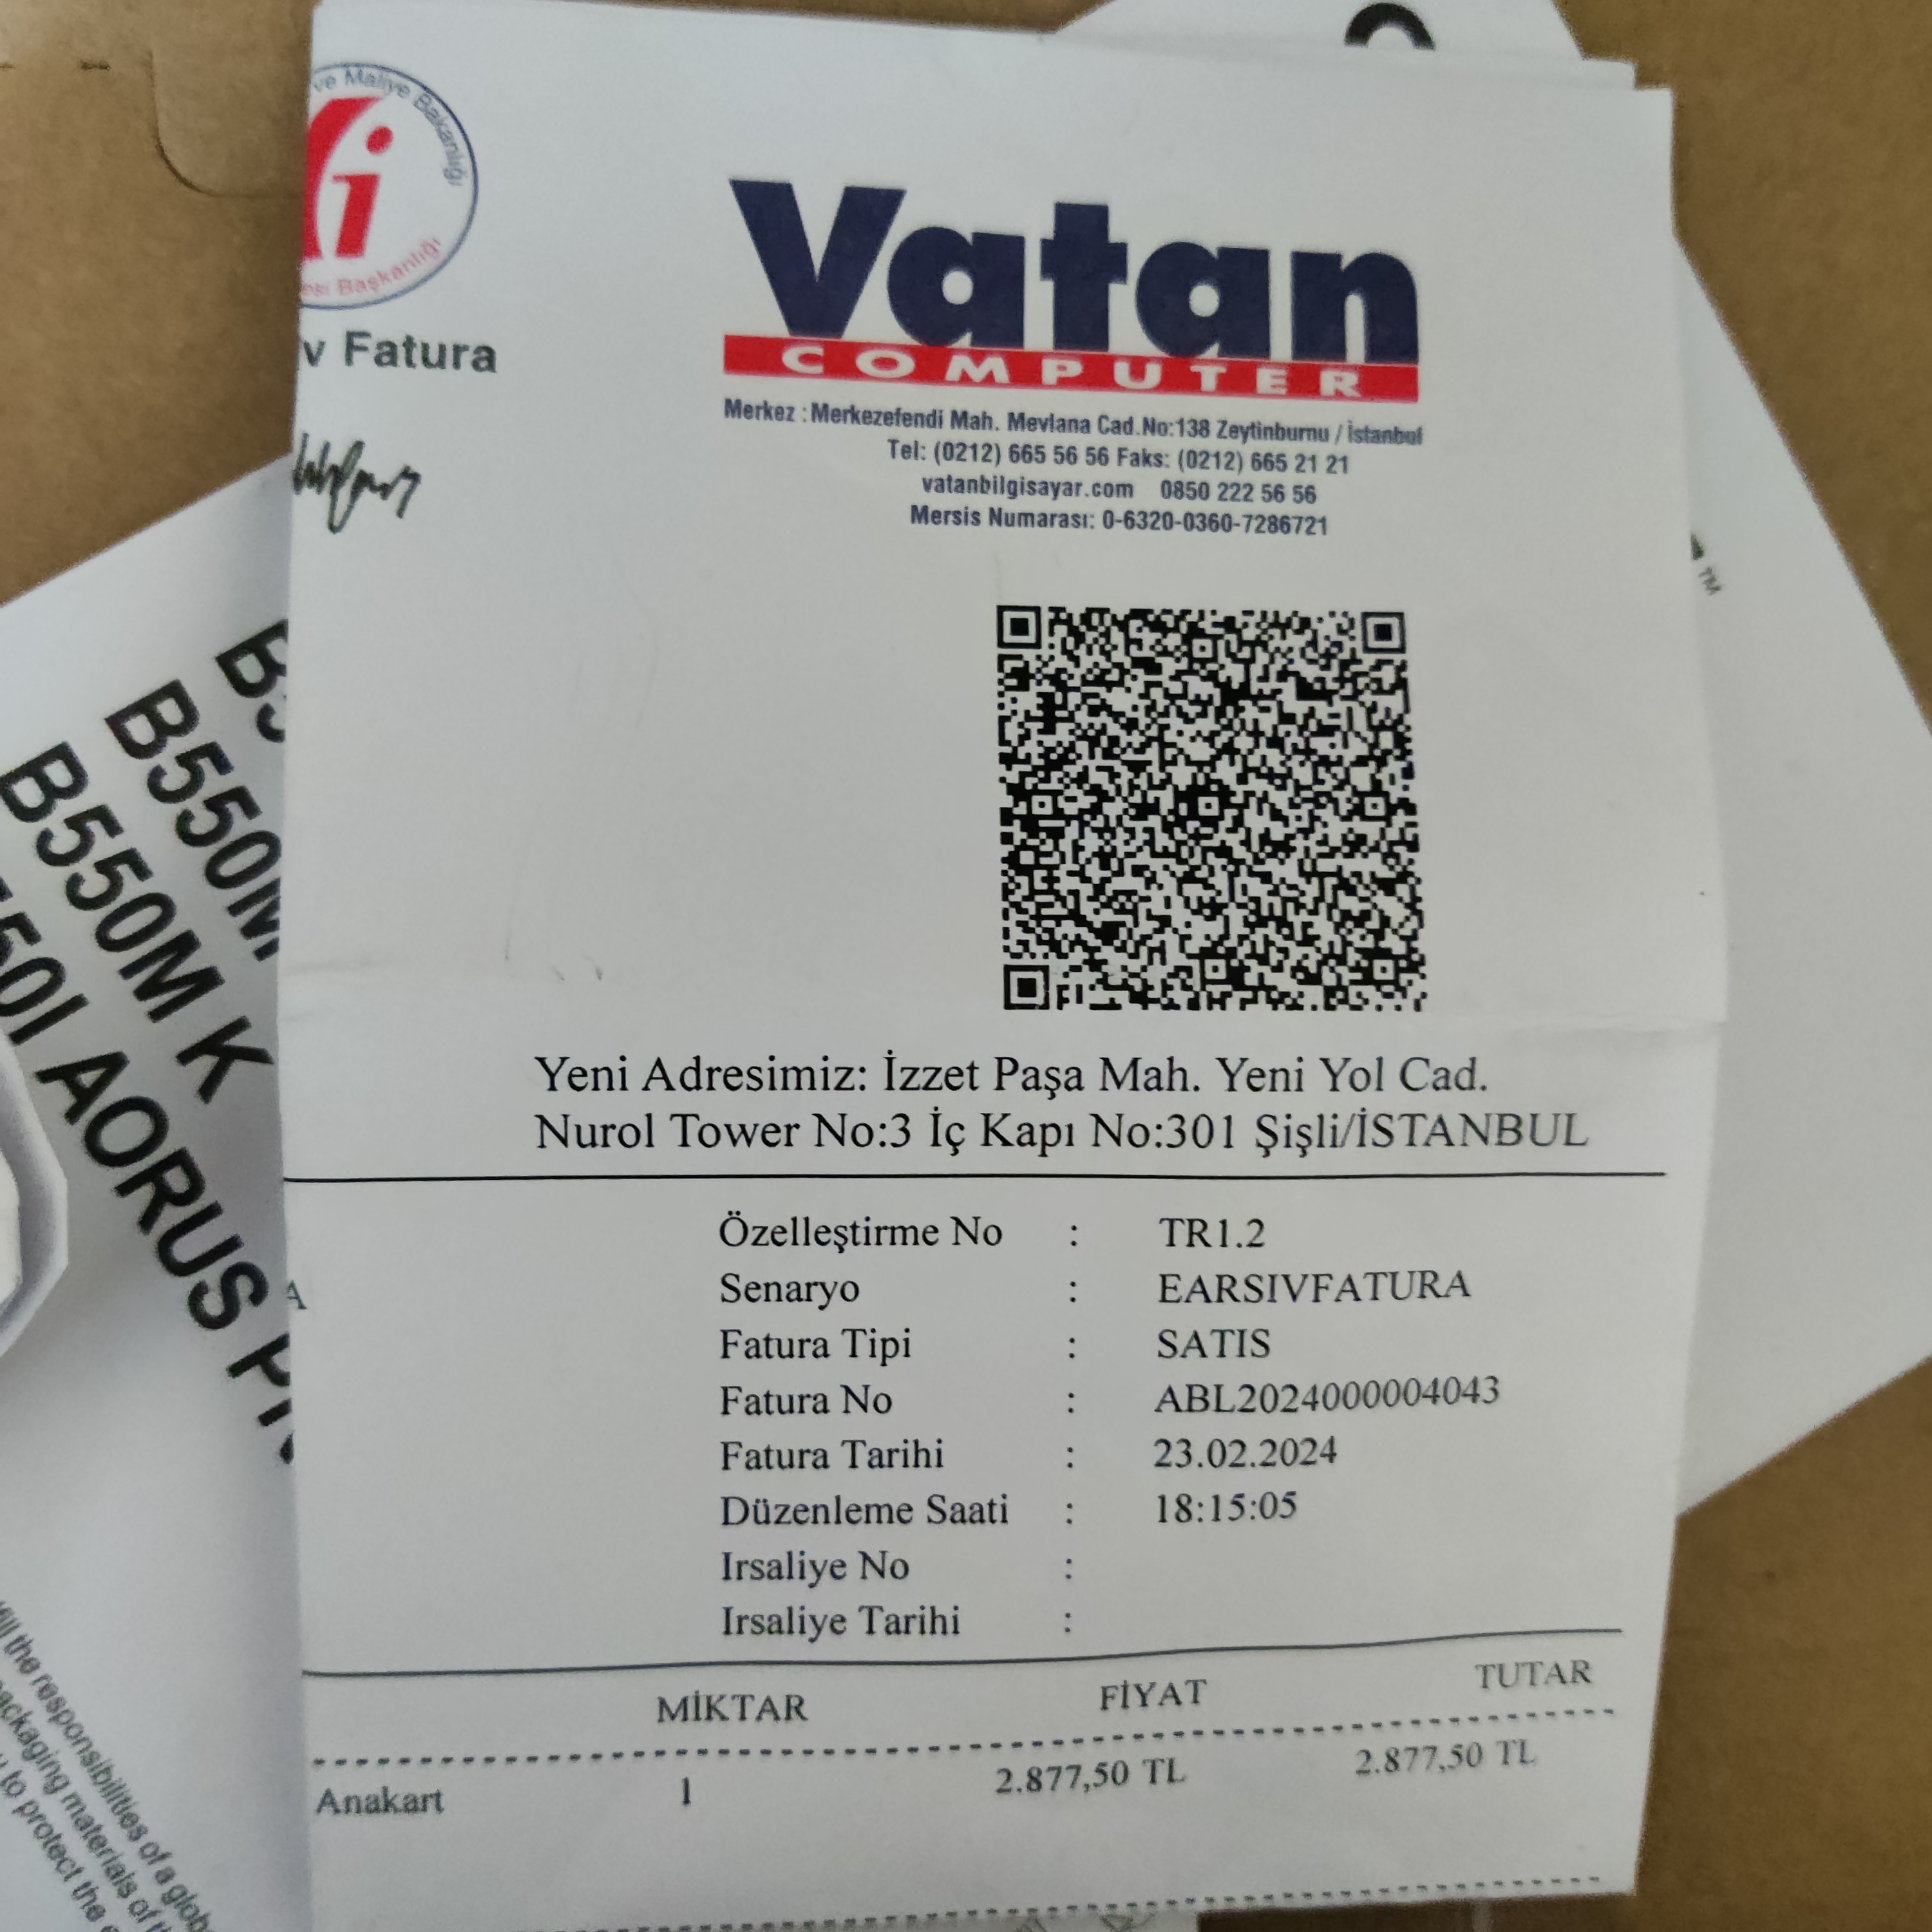 ve Maliye Bakanlığı
Başkanlığı
v Fatura
Vatan
COMPUTER
Merkez : Merkezefendi Mah. Mevlana Cad.No:138 Zeytinburnu / İstanbul
Tel: (0212) 665 56 56 Faks: (0212) 665 21 21
vatanbilgisayar.com 0850 222 56 56
Mersis Numarası: 0-6320-0360-7286721
TM
B550M
B550M K
AORUS
Yeni Adresimiz: İzzet Paşa Mah. Yeni Yol Cad.
Nurol Tower No:3 İç Kapı No:301 Şişli/İSTANBUL
A
Özelleştirme No : TR1.2
Senaryo : EARSIVFATURA
Fatura Tipi : SATIS
Fatura No : ABL2024000004043
Fatura Tarihi : 23.02.2024
Düzenleme Saati : 18:15:05
Irsaliye No :
Irsaliye Tarihi :
MİKTAR FİYAT TUTAR
Anakart 1 2.877,50 TL 2.877,50 TL
the responsibilities of a
packaging materials of
to protect the